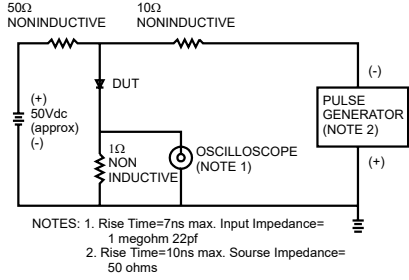 50Ω
NONINDUCTIVE
10Ω
NONINDUCTIVE
DUT
(+)
50Vdc
(approx)
(-)
1Ω
NON
INDUCTIVE
OSCILLOSCOPE
(NOTE 1)
(-)
PULSE
GENERATOR
(NOTE 2)
(+)
NOTES: 1. Rise Time=7ns max. Input Impedance=
1 megohm 22pf
2. Rise Time=10ns max. Sourse Impedance=
50 ohms